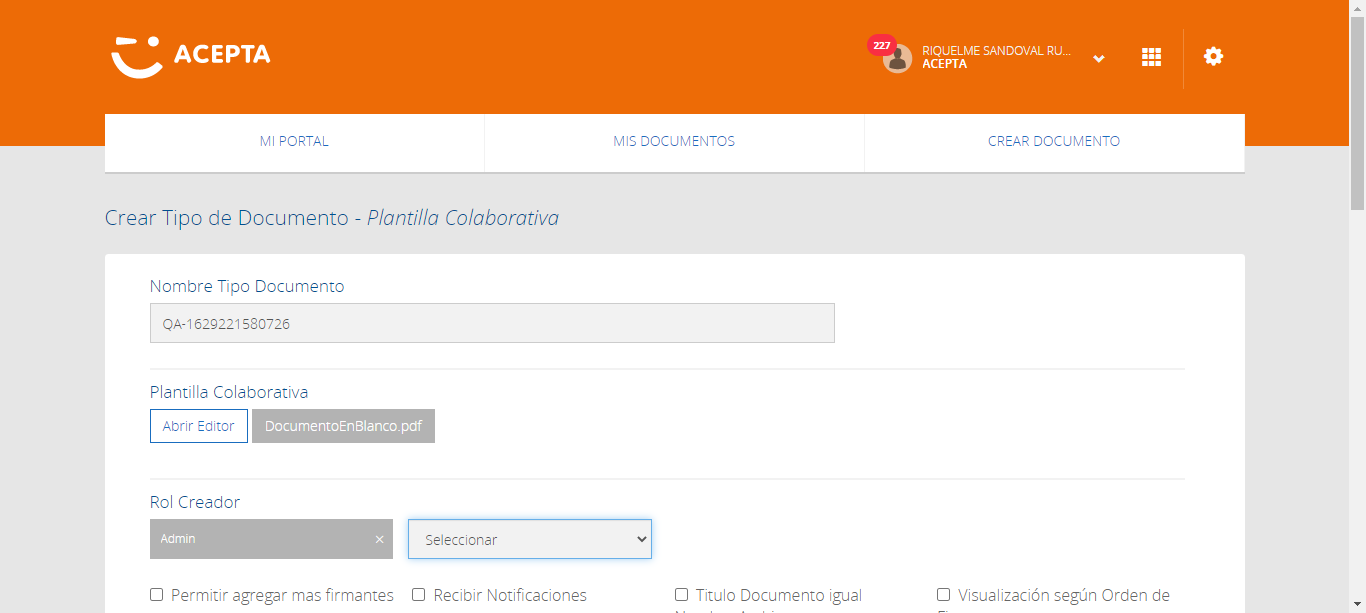 ACEPTA
227
RIQUELME SANDOVAL RU...
ACEPTA
MI PORTAL
MIS DOCUMENTOS
CREAR DOCUMENTO
Crear Tipo de Documento - Plantilla Colaborativa
Nombre Tipo Documento
QA-1629221580726
Plantilla Colaborativa
Abrir Editor
DocumentoEnBlanco.pdf
Rol Creador
Admin ×
Seleccionar
Permitir agregar mas firmantes
Recibir Notificaciones
Titulo Documento igual
Visualización según Orden de